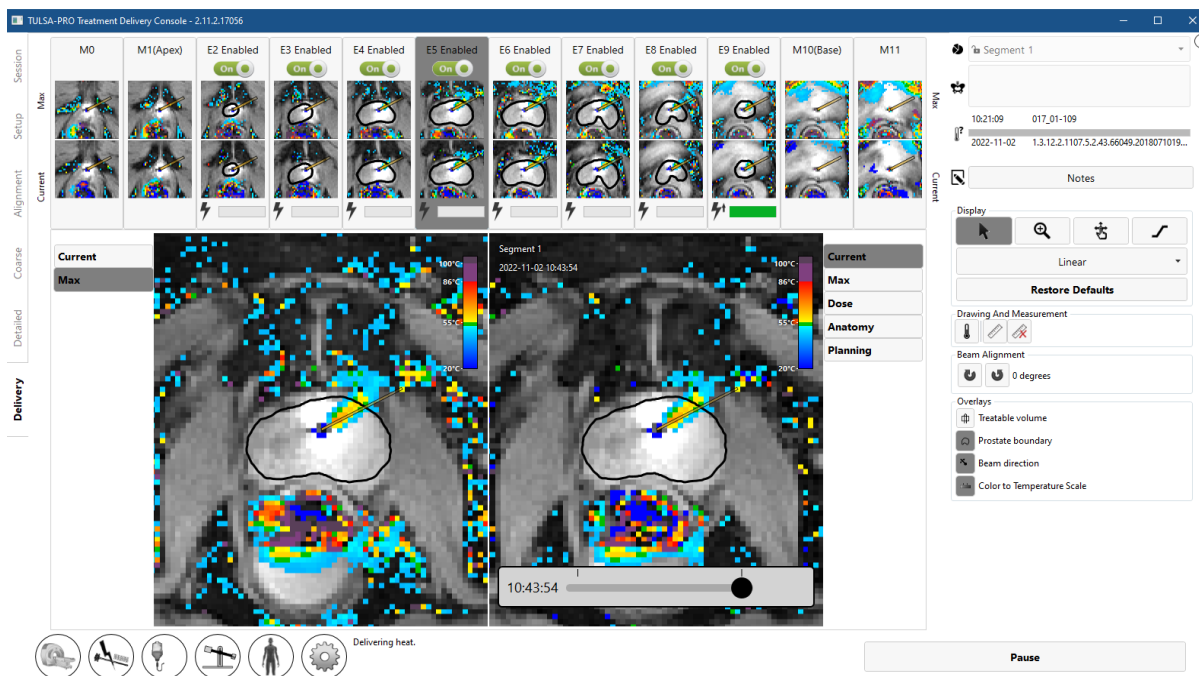 TULSA-PRO Treatment Delivery Console - 2.11.2.17056
Session
Setup
Alignment
Coarse
Detailed
Delivery
M0
M1(Apex)
E2 Enabled
E3 Enabled
E4 Enabled
E5 Enabled
E6 Enabled
E7 Enabled
E8 Enabled
E9 Enabled
M10(Base)
M11
On
On
On
On
On
On
On
On
Max
Current
Max
Current
Current
Max
100°C
86°C
55°C
20°C
Segment 1
2022-11-02 10:43:54
100°C
86°C
55°C
20°C
10:43:54
Current
Max
Dose
Anatomy
Planning
Segment 1
10:21:09 017_01-109
2022-11-02 1.3.12.2.1107.5.2.43.66049.2018071019...
Notes
Display
Linear
Restore Defaults
Drawing And Measurement
Beam Alignment
0 degrees
Overlays
Treatable volume
Prostate boundary
Beam direction
Color to Temperature Scale
Delivering heat.
Pause